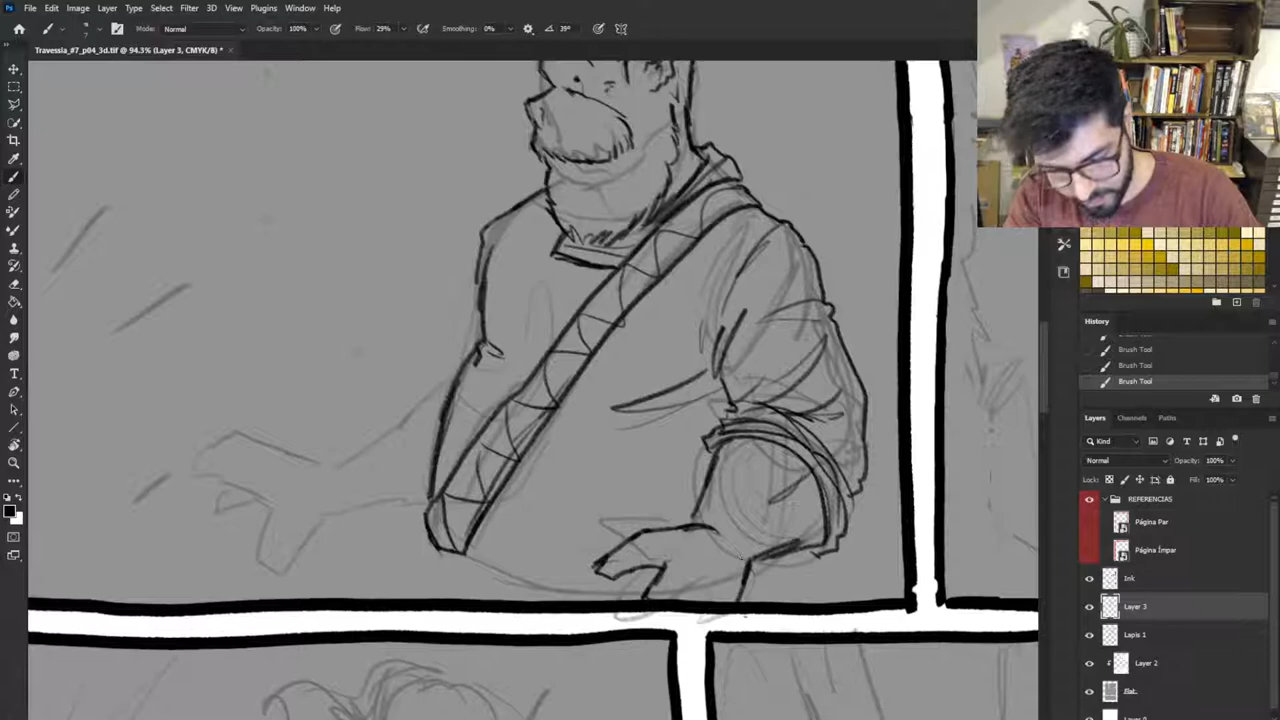 File Edit Image Layer Type Select Filter 3D View Plugins Window Help
Mode: Normal Opacity: 100% Flow: 29% Smoothing: 0% 39°
Travessia_#7_p04_3d.tif @ 94.3% (Layer 3, CMYK/8) *
History
Brush Tool
Brush Tool
Brush Tool
Layers Channels Paths
Kind
Normal Opacity: 100%
Lock: Fill: 100%
REFERENCIAS
Página Par
Página Ímpar
Ink
Layer 3
Lapis 1
Layer 2